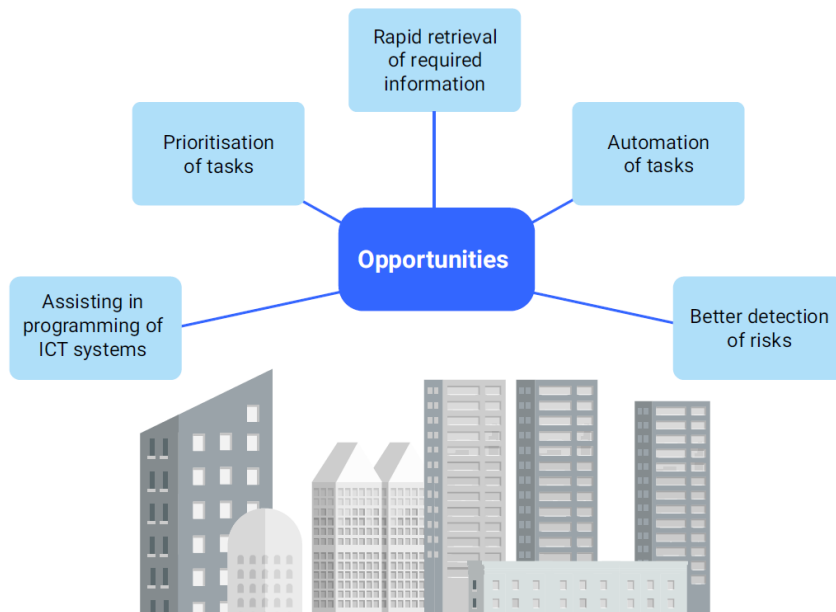 Rapid retrieval
of required
information
Prioritisation
of tasks
Automation
of tasks
Opportunities
Assisting in
programming of
ICT systems
Better detection
of risks